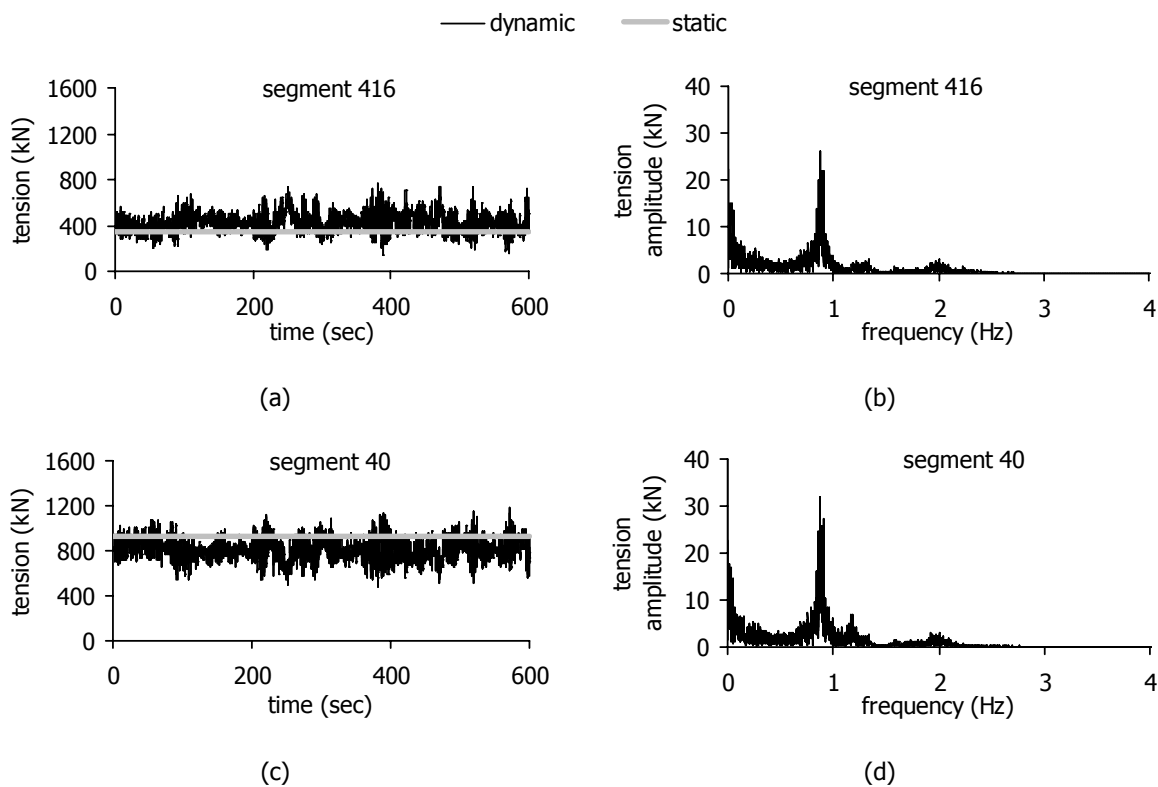 dynamic static
segment 416
tension (kN)
1600
1200
800
400
0
0 200 400 600
time (sec)
(a)
segment 416
tension
amplitude (kN)
40
30
20
10
0
0 1 2 3 4
frequency (Hz)
(b)
segment 40
tension (kN)
1600
1200
800
400
0
0 200 400 600
time (sec)
(c)
segment 40
tension
amplitude (kN)
40
30
20
10
0
0 1 2 3 4
frequency (Hz)
(d)